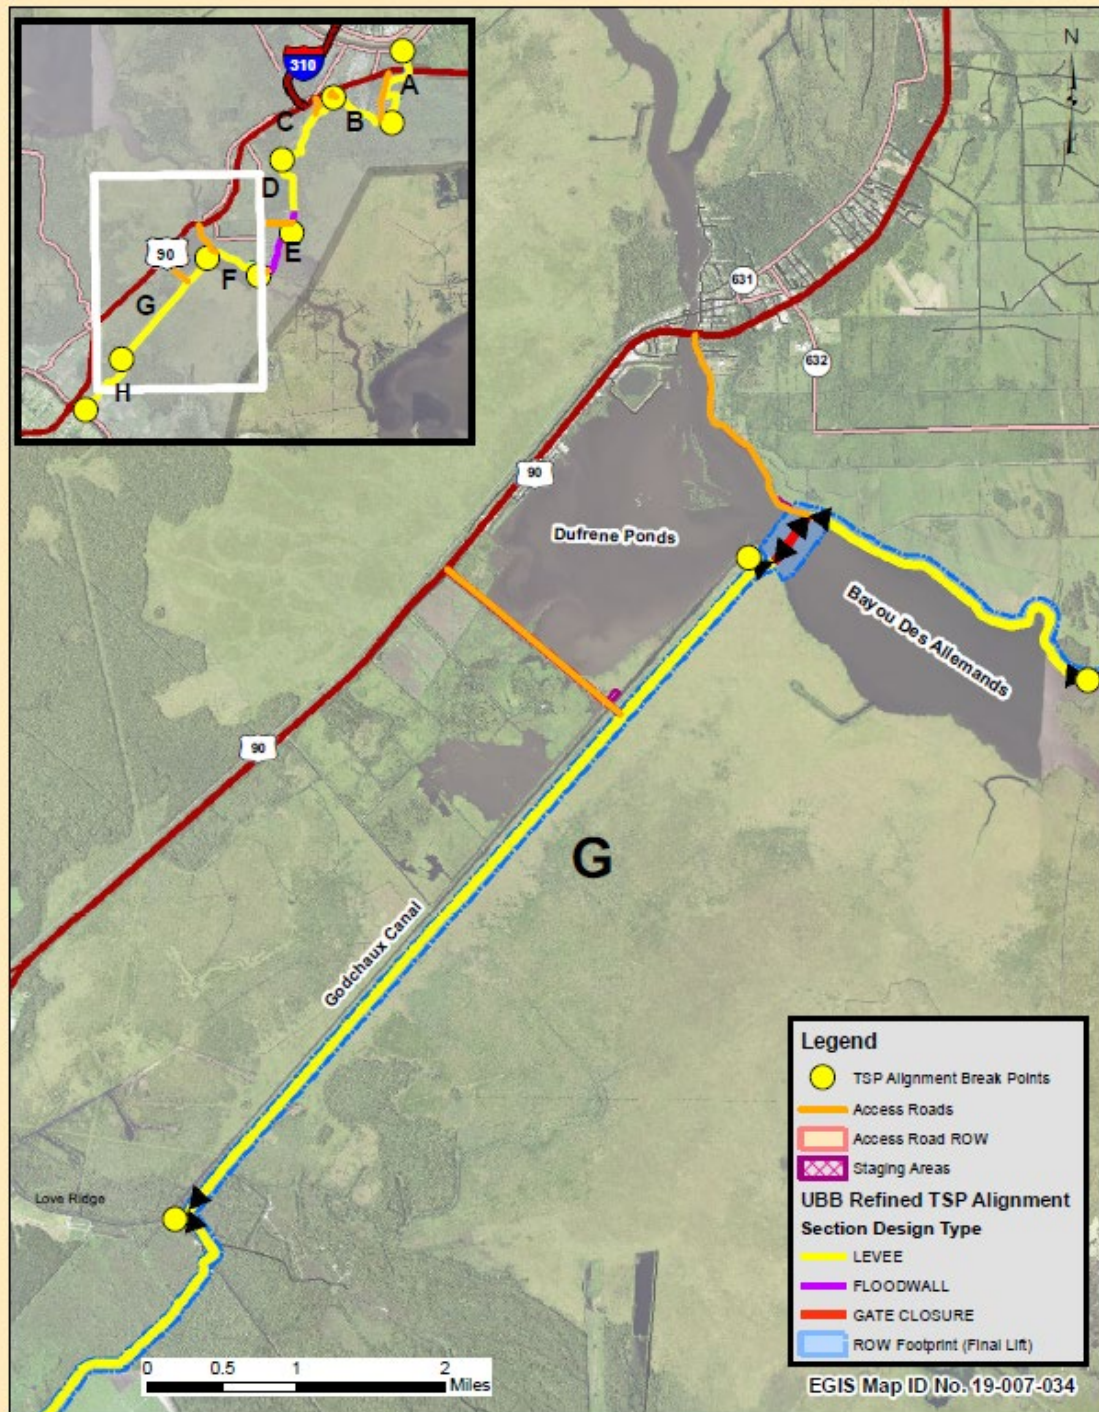 310
A
C
B
D
E
90
F
G
H
N
631
632
90
Dufrene Ponds
Bayou Des Allemands
90
G
Godchaux Canal
Love Ridge
Legend
TSP Alignment Break Points
Access Roads
Access Road ROW
Staging Areas
UBB Refined TSP Alignment
Section Design Type
LEVEE
FLOODWALL
GATE CLOSURE
ROW Footprint (Final Lift)
0 0.5 1 2
Miles
EGIS Map ID No. 19-007-034